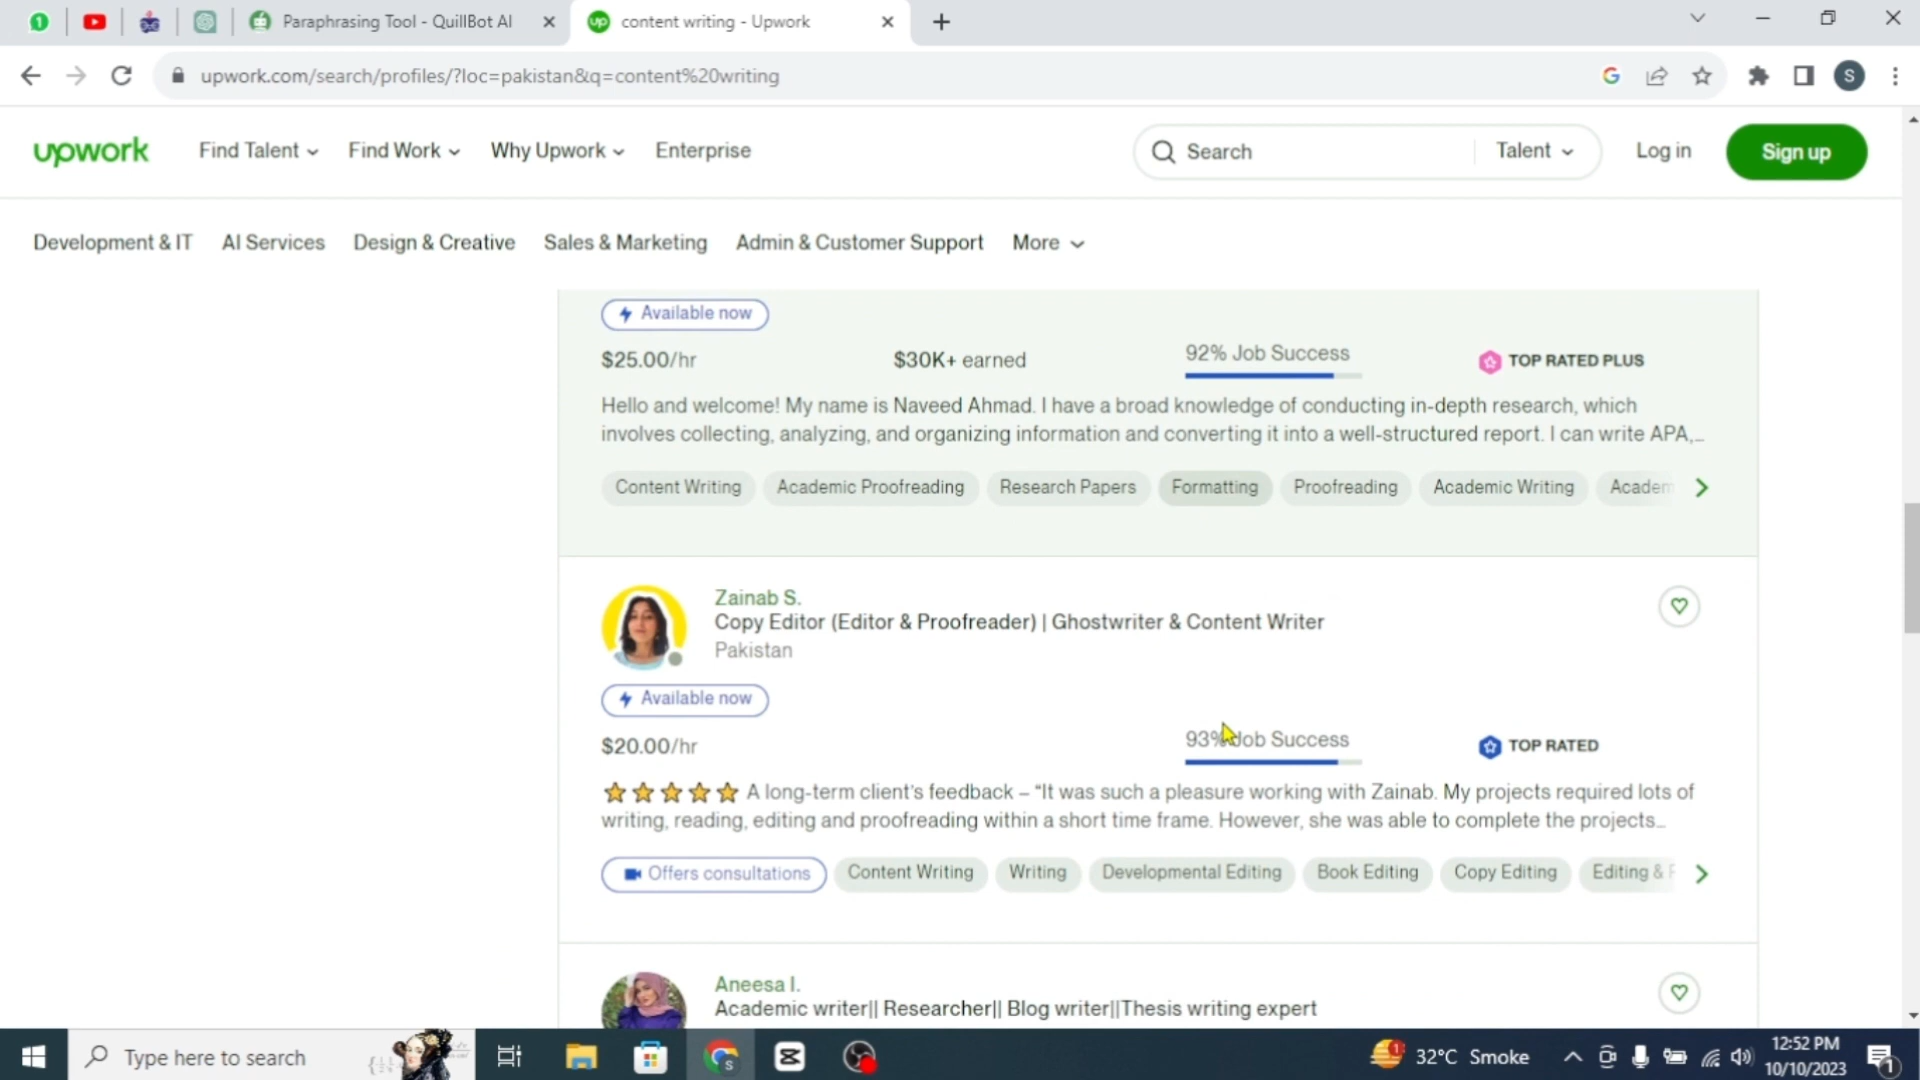 Paraphrasing Tool - QuillBot AI
content writing - Upwork
upwork.com/search/profiles/?loc=pakistan&q=content%20writing
S
upwork
Find Talent
Find Work
Why Upwork
Enterprise
Search
Talent
Log in
Sign up
Development & IT
AI Services
Design & Creative
Sales & Marketing
Admin & Customer Support
More
Available now
$25.00/hr
$30K+ earned
92% Job Success
TOP RATED PLUS
Hello and welcome! My name is Naveed Ahmad. I have a broad knowledge of conducting in-depth research, which
involves collecting, analyzing, and organizing information and converting it into a well-structured report. I can write APA,...
Content Writing
Academic Proofreading
Research Papers
Formatting
Proofreading
Academic Writing
Academ
Zainab S.
Copy Editor (Editor & Proofreader) | Ghostwriter & Content Writer
Pakistan
Available now
$20.00/hr
93% Job Success
TOP RATED
A long-term client's feedback – "It was such a pleasure working with Zainab. My projects required lots of
writing, reading, editing and proofreading within a short time frame. However, she was able to complete the projects...
Offers consultations
Content Writing
Writing
Developmental Editing
Book Editing
Copy Editing
Editing &
Aneesa I.
Academic writer|| Researcher|| Blog writer||Thesis writing expert
Type here to search
1
32°C Smoke
12:52 PM
10/10/2023
1